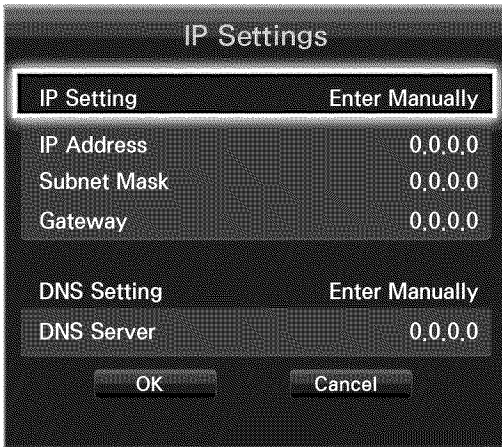 IP Settings
IP Setting Enter Manually
IP Address 0.0.0.0
Subnet Mask 0.0.0.0
Gateway 0.0.0.0
DNS Setting Enter Manually
DNS Server 0.0.0.0
OK Cancel